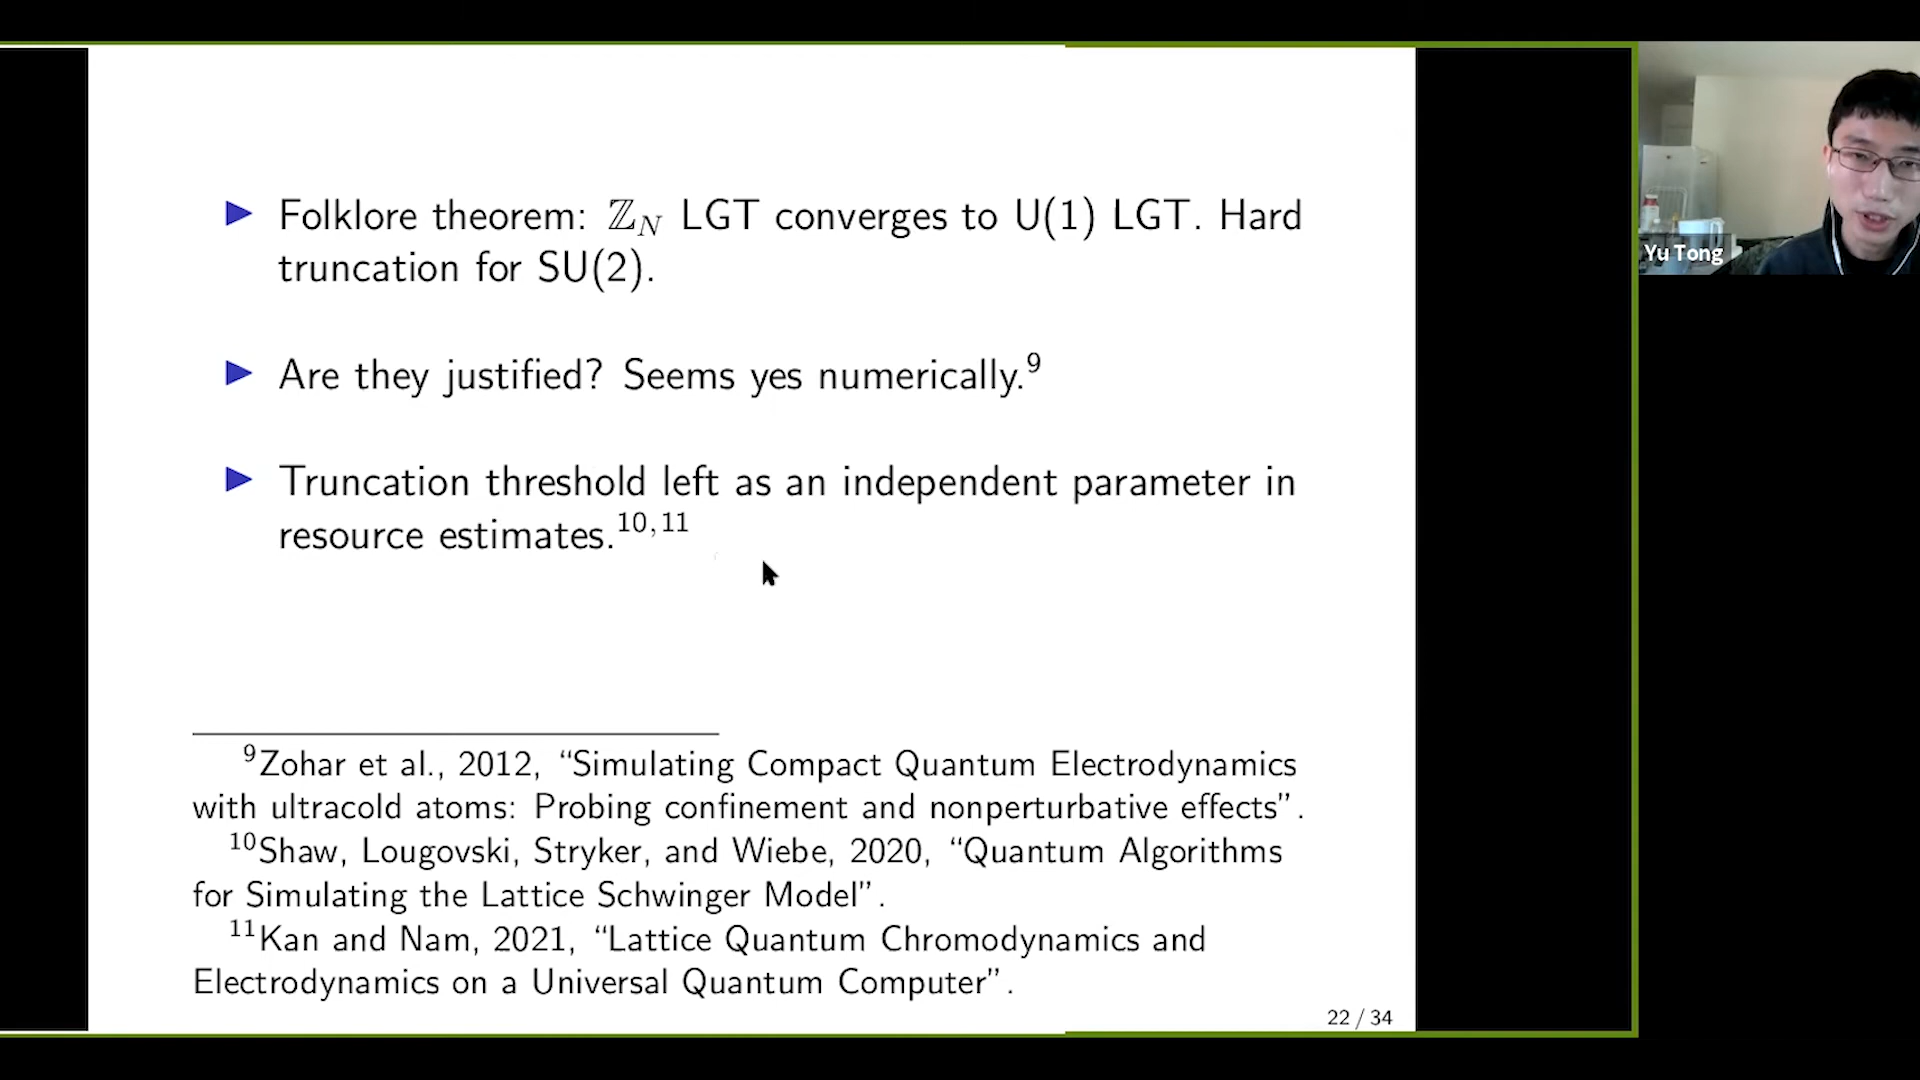 ▶ Folklore theorem: ℤ_N LGT converges to U(1) LGT. Hard
truncation for SU(2).
▶ Are they justified? Seems yes numerically.⁹
▶ Truncation threshold left as an independent parameter in
resource estimates.¹⁰,¹¹
⁹Zohar et al., 2012, “Simulating Compact Quantum Electrodynamics
with ultracold atoms: Probing confinement and nonperturbative effects”.
¹⁰Shaw, Lougovski, Stryker, and Wiebe, 2020, “Quantum Algorithms
for Simulating the Lattice Schwinger Model”.
¹¹Kan and Nam, 2021, “Lattice Quantum Chromodynamics and
Electrodynamics on a Universal Quantum Computer”.
22 / 34
Yu Tong